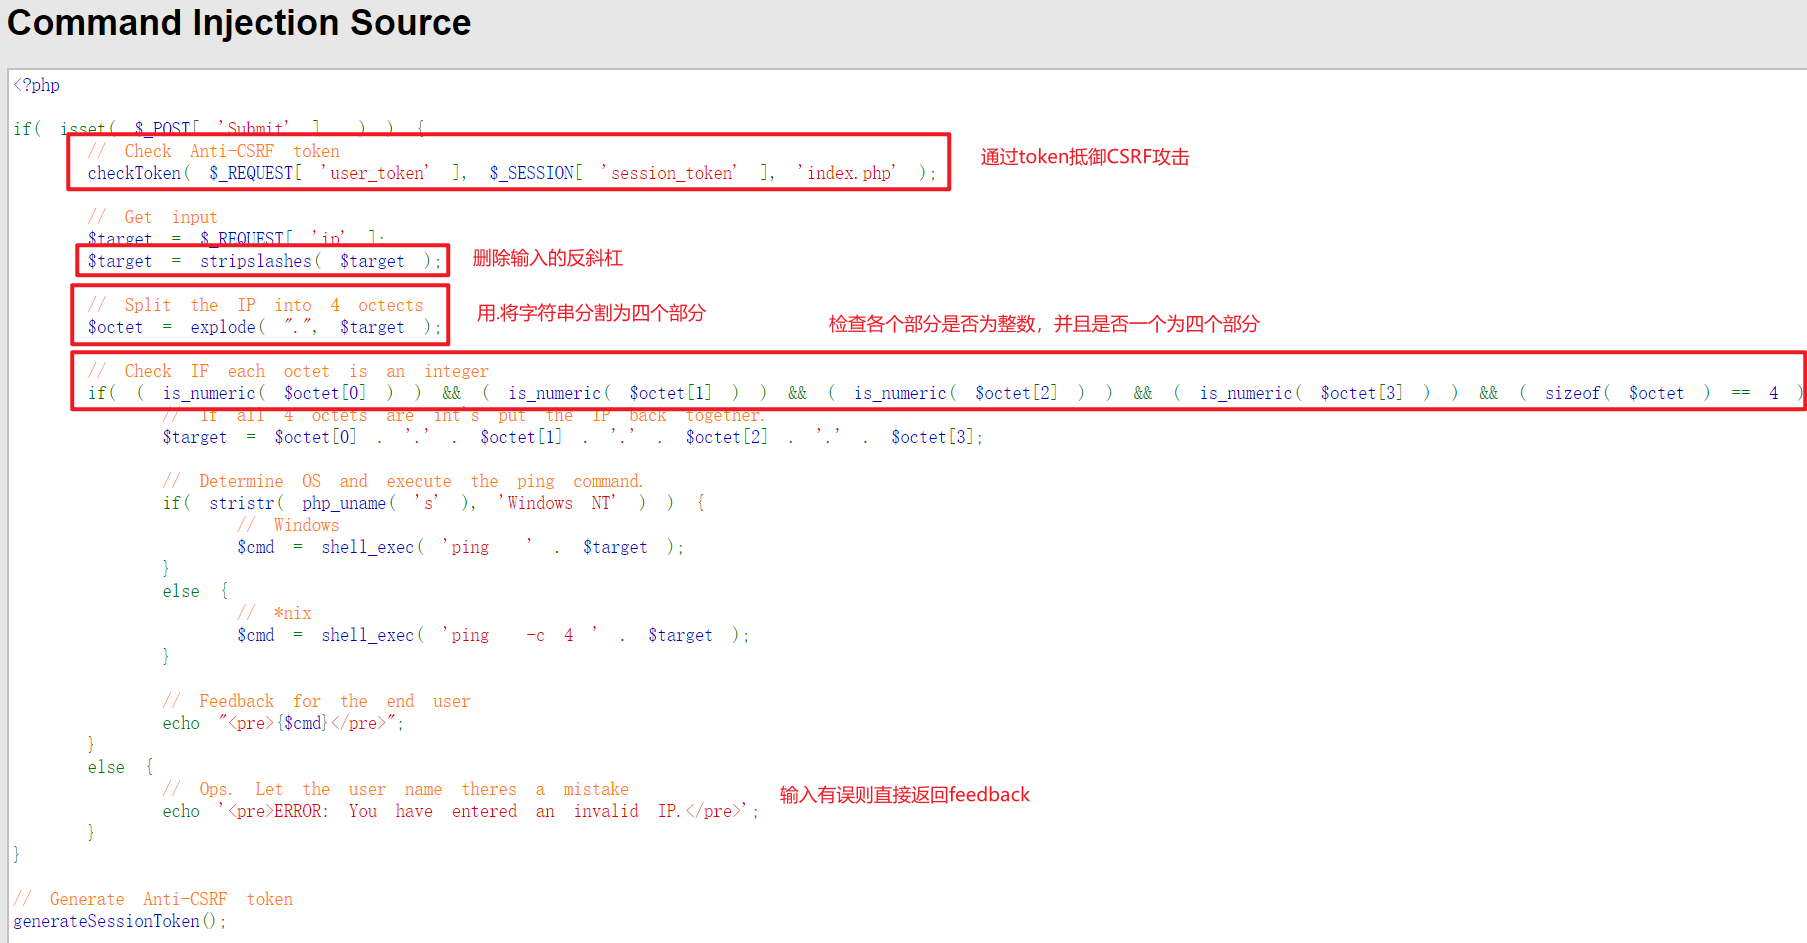 Command Injection Source
<?php
if( isset( $_POST[ 'Submit' ] ) ) {
// Check Anti-CSRF token
checkToken( $_REQUEST[ 'user_token' ], $_SESSION[ 'session_token' ], 'index.php' );
通过token抵御CSRF攻击
// Get input
$target = $_REQUEST[ 'ip' ];
$target = stripslashes( $target );
删除输入的反斜杠
// Split the IP into 4 octects
$octet = explode( ".", $target );
用.将字符串分割为四个部分
检查各个部分是否为整数，并且是否一个为四个部分
// Check IF each octet is an integer
if( ( is_numeric( $octet[0] ) ) && ( is_numeric( $octet[1] ) ) && ( is_numeric( $octet[2] ) ) && ( is_numeric( $octet[3] ) ) && ( sizeof( $octet ) == 4 )
// If all 4 octets are int's put the IP back together.
$target = $octet[0] . '.' . $octet[1] . '.' . $octet[2] . '.' . $octet[3];
// Determine OS and execute the ping command.
if( stristr( php_uname( 's' ), 'Windows NT' ) ) {
// Windows
$cmd = shell_exec( 'ping ' . $target );
}
else {
// *nix
$cmd = shell_exec( 'ping -c 4 ' . $target );
}
// Feedback for the end user
echo "<pre>{$cmd}</pre>";
}
else {
// Ops. Let the user name theres a mistake
echo '<pre>ERROR: You have entered an invalid IP.</pre>';
输入有误则直接返回feedback
}
}
// Generate Anti-CSRF token
generateSessionToken();